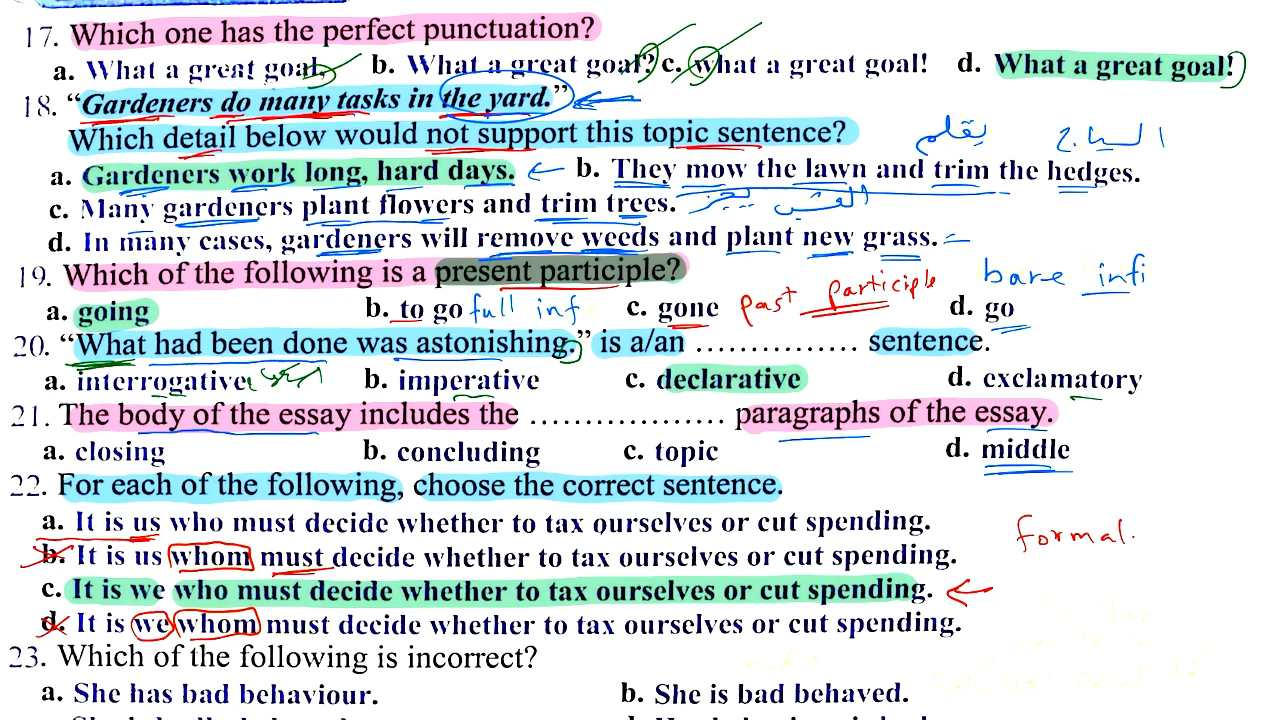 17. Which one has the perfect punctuation?
a. What a great goal, b. What a great goal? c. what a great goal! d. What a great goal!
18. “Gardeners do many tasks in the yard.”
Which detail below would not support this topic sentence? يقلم السياج
a. Gardeners work long, hard days. b. They mow the lawn and trim the hedges.
c. Many gardeners plant flowers and trim trees. يجز العشب
d. In many cases, gardeners will remove weeds and plant new grass.
19. Which of the following is a present participle? bare infi
a. going b. to go full inf c. gone past participle d. go
20. “What had been done was astonishing.” is a/an …………… sentence.
a. interrogative b. imperative c. declarative d. exclamatory
21. The body of the essay includes the ……………… paragraphs of the essay.
a. closing b. concluding c. topic d. middle
22. For each of the following, choose the correct sentence.
a. It is us who must decide whether to tax ourselves or cut spending. formal.
b. It is us whom must decide whether to tax ourselves or cut spending.
c. It is we who must decide whether to tax ourselves or cut spending.
d. It is we whom must decide whether to tax ourselves or cut spending.
23. Which of the following is incorrect?
a. She has bad behaviour. b. She is bad behaved.